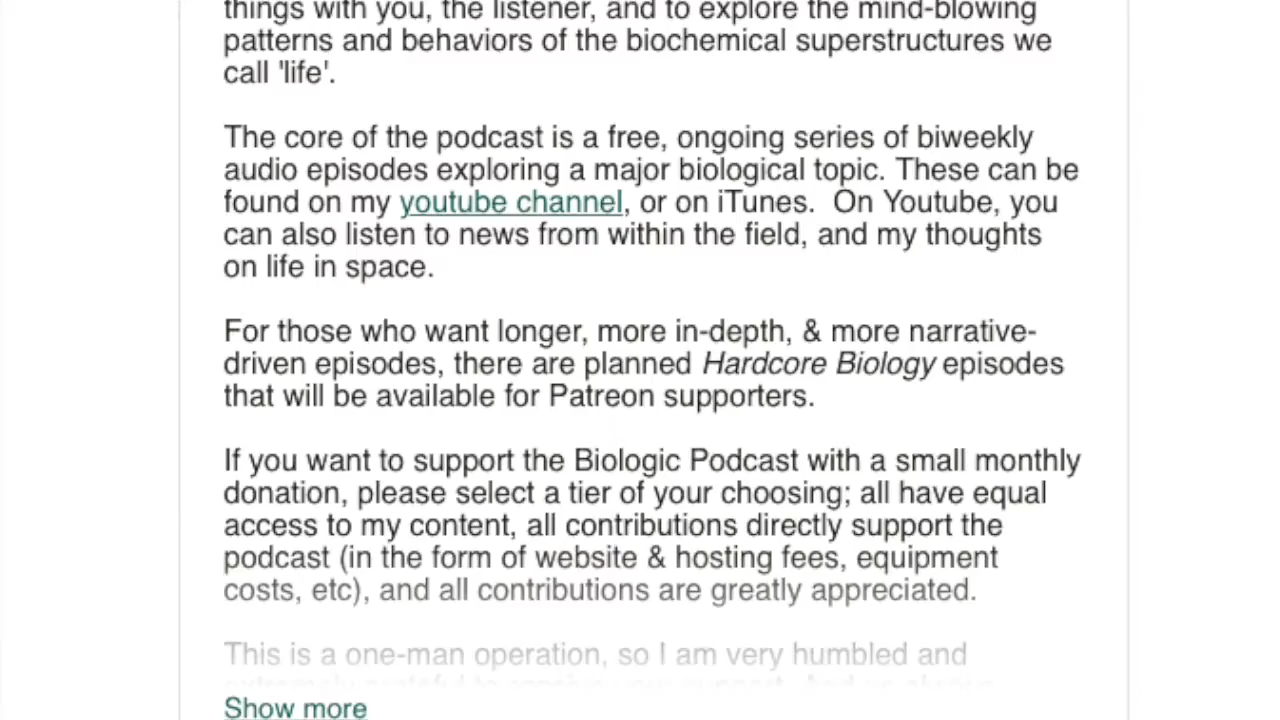 things with you, the listener, and to explore the mind-blowing
patterns and behaviors of the biochemical superstructures we
call 'life'.
The core of the podcast is a free, ongoing series of biweekly
audio episodes exploring a major biological topic. These can be
found on my youtube channel, or on iTunes.  On Youtube, you
can also listen to news from within the field, and my thoughts
on life in space.
For those who want longer, more in-depth, & more narrative-
driven episodes, there are planned Hardcore Biology episodes
that will be available for Patreon supporters.
If you want to support the Biologic Podcast with a small monthly
donation, please select a tier of your choosing; all have equal
access to my content, all contributions directly support the
podcast (in the form of website & hosting fees, equipment
costs, etc), and all contributions are greatly appreciated.
This is a one-man operation, so I am very humbled and
Show more